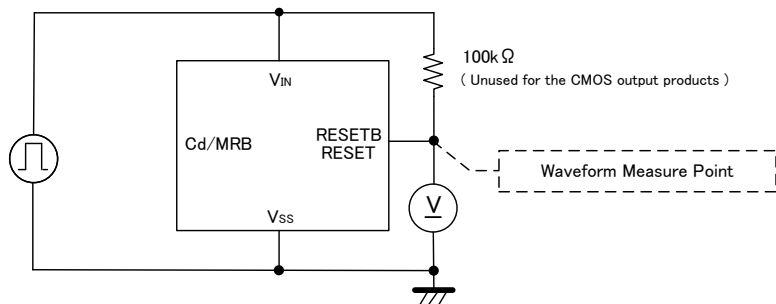 100kΩ
( Unused for the CMOS output products )
VIN
Cd/MRB
RESETB
RESET
Waveform Measure Point
V
VSS